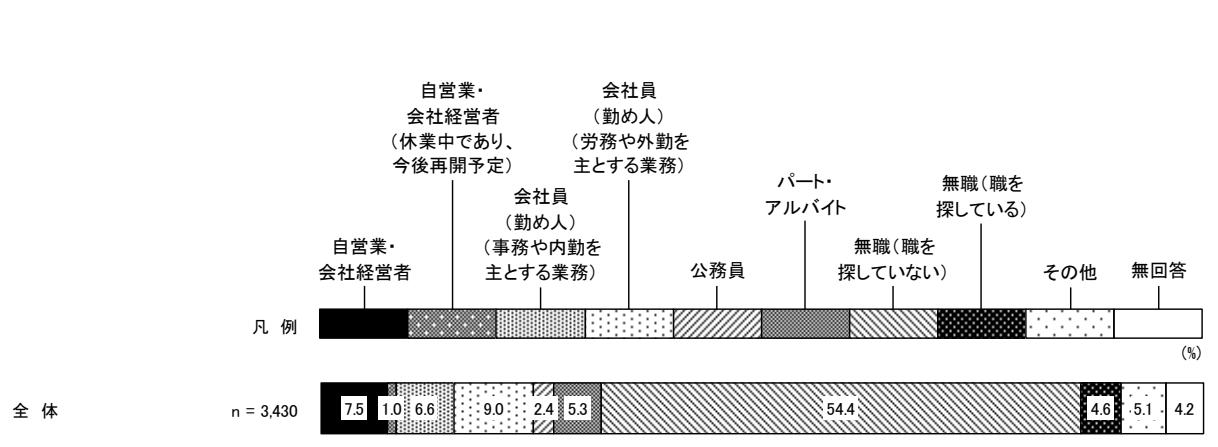 自営業・
会社経営者
自営業・
会社経営者
（休業中であり、
今後再開予定）
会社員
（勤め人）
（事務や内勤を
主とする業務）
会社員
（勤め人）
（労務や外勤を
主とする業務）
公務員
パート・
アルバイト
無職（職を
探していない）
無職（職を
探している）
その他
無回答
凡 例
(%)
全 体 n = 3,430 7.5 1.0 6.6 9.0 2.4 5.3 54.4 4.6 5.1 4.2